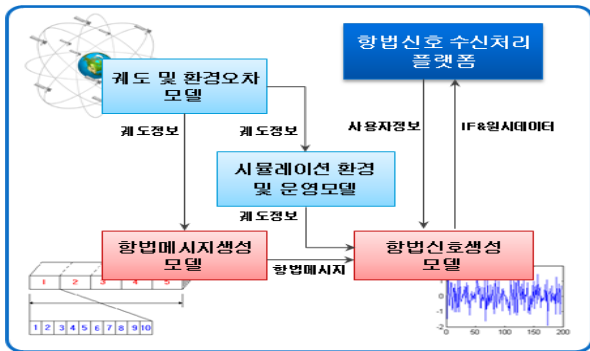 항법신호 수신처리
플랫폼
궤도 및 환경오차
모델
궤도정보
궤도정보
사용자정보
IF&원시데이터
시뮬레이션 환경
및 운영모델
궤도정보
항법메시지생성
모델
항법메시지
항법신호생성
모델
1 2 3 4 5
1 2 3 4 5 6 7 8 9 10
1
0
-1
-2
0 50 100 150 200